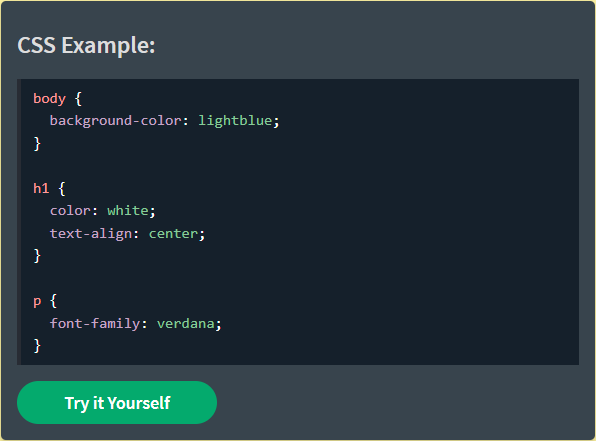 CSS Example:
body {
  background-color: lightblue;
}
h1 {
  color: white;
  text-align: center;
}
p {
  font-family: verdana;
}
Try it Yourself